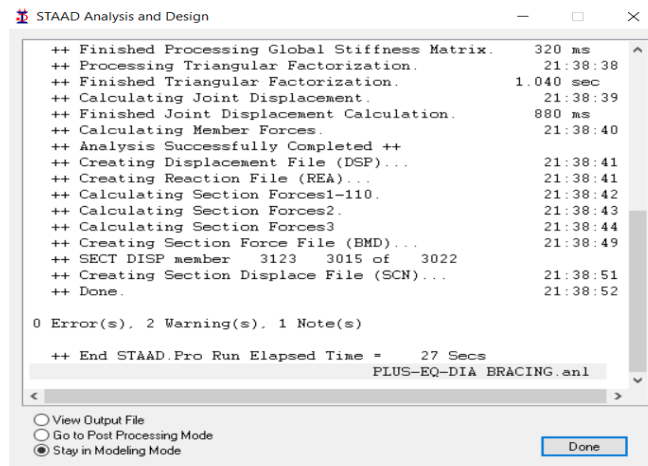 STAAD Analysis and Design
++ Finished Processing Global Stiffness Matrix. 320 ms
++ Processing Triangular Factorization. 21:38:38
++ Finished Triangular Factorization. 1.040 sec
++ Calculating Joint Displacement. 21:38:39
++ Finished Joint Displacement Calculation. 880 ms
++ Calculating Member Forces. 21:38:40
++ Analysis Successfully Completed ++
++ Creating Displacement File (DSP)... 21:38:41
++ Creating Reaction File (REA)... 21:38:41
++ Calculating Section Forces1-110. 21:38:42
++ Calculating Section Forces2. 21:38:43
++ Calculating Section Forces3 21:38:44
++ Creating Section Force File (BMD)... 21:38:49
++ SECT DISP member 3123 3015 of 3022
++ Creating Section Displace File (SCN)... 21:38:51
++ Done. 21:38:52
0 Error(s), 2 Warning(s), 1 Note(s)
++ End STAAD.Pro Run Elapsed Time = 27 Secs
PLUS-EQ-DIA BRACING.anl
View Output File
Go to Post Processing Mode
Stay in Modeling Mode
Done